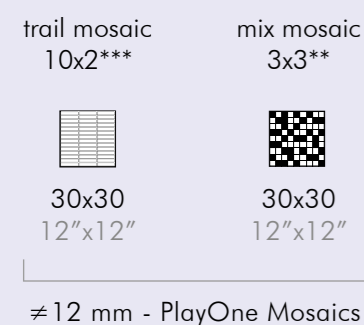 trail mosaic
10x2***
30x30
12”x12”
mix mosaic
3x3**
30x30
12”x12”
≠12 mm - PlayOne Mosaics